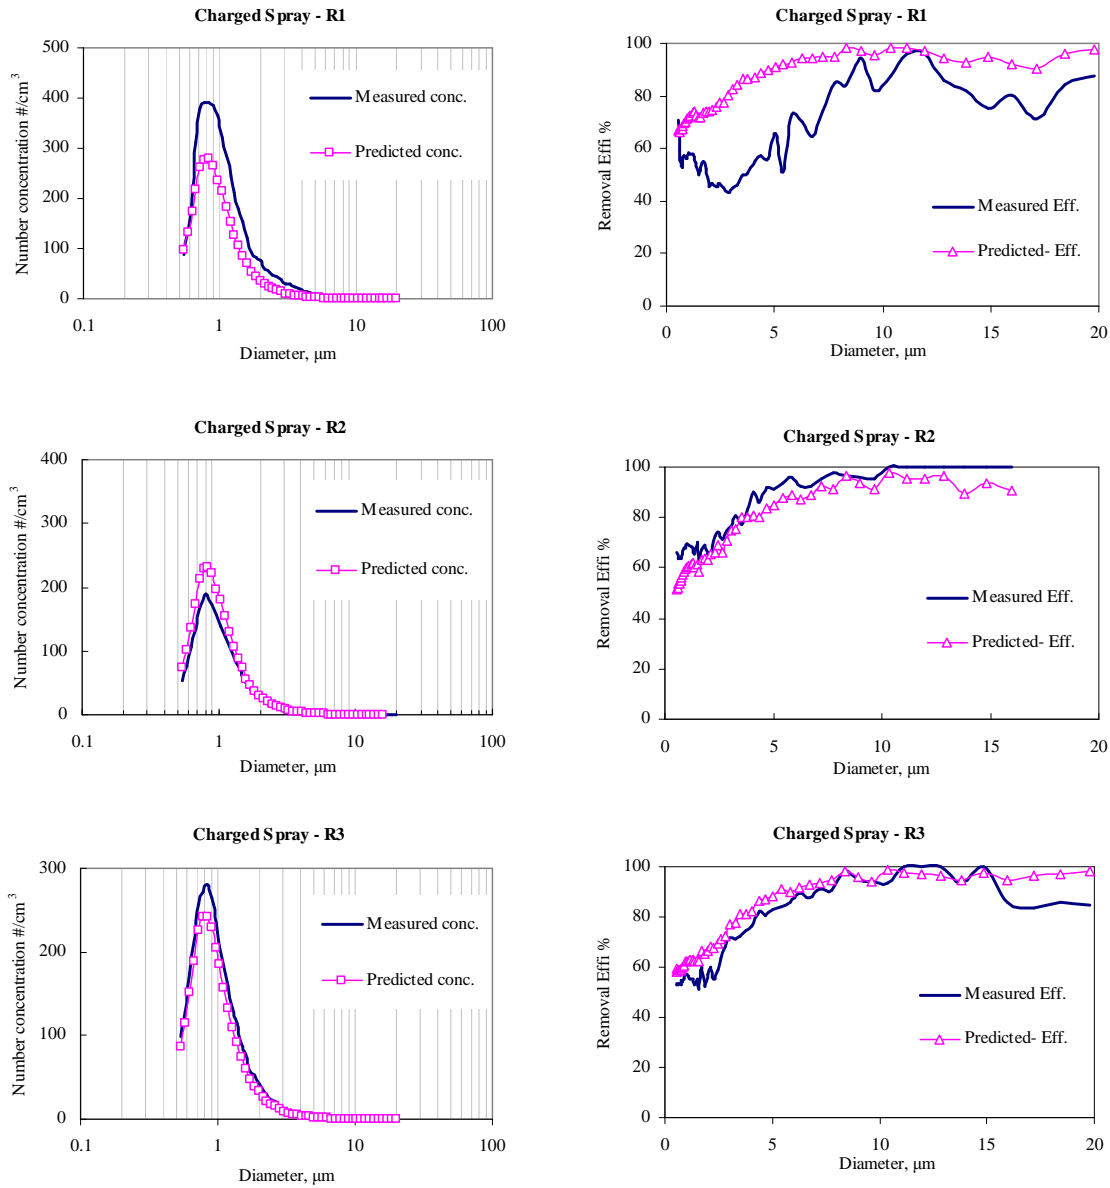 Charged Spray - R1
500
400
300
200
100
0
0.1
1
10
100
Number concentration #/cm³
Diameter, μm
Measured conc.
Predicted conc.
Charged Spray - R1
100
80
60
40
20
0
0
5
10
15
20
Removal Effi %
Diameter, μm
Measured Eff.
Predicted- Eff.
Charged Spray - R2
400
300
200
100
0
0.1
1
10
100
Number concentration #/cm³
Diameter, μm
Measured conc.
Predicted conc.
Charged Spray - R2
100
80
60
40
20
0
0
5
10
15
20
Removal Effi %
Diameter, μm
Measured Eff.
Predicted- Eff.
Charged Spray - R3
300
200
100
0
0.1
1
10
100
Number concentration #/cm³
Diameter, μm
Measured conc.
Predicted conc.
Charged Spray - R3
100
80
60
40
20
0
0
5
10
15
20
Removal Effi %
Diameter, μm
Measured Eff.
Predicted- Eff.